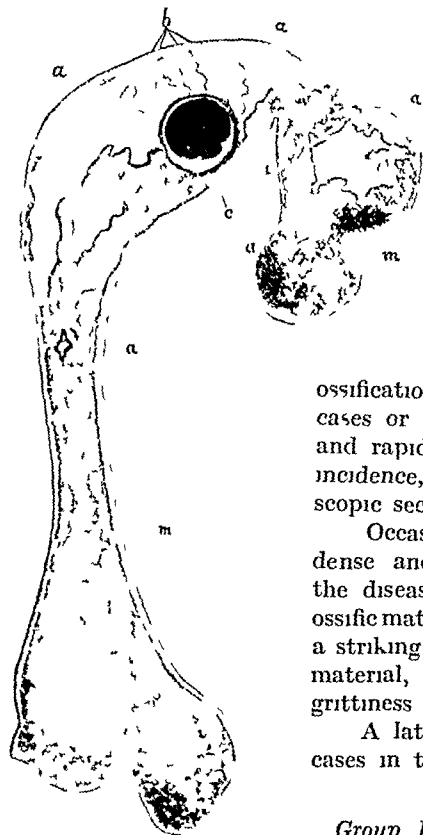 b
a
a
a
c
a
m
a
m
ossificatio
cases or
and rapid
incidence,
scopic sec
Occas
dense and
the diseas
ossific mat
a striking
material,
grittiness
A lat
cases in t
Group